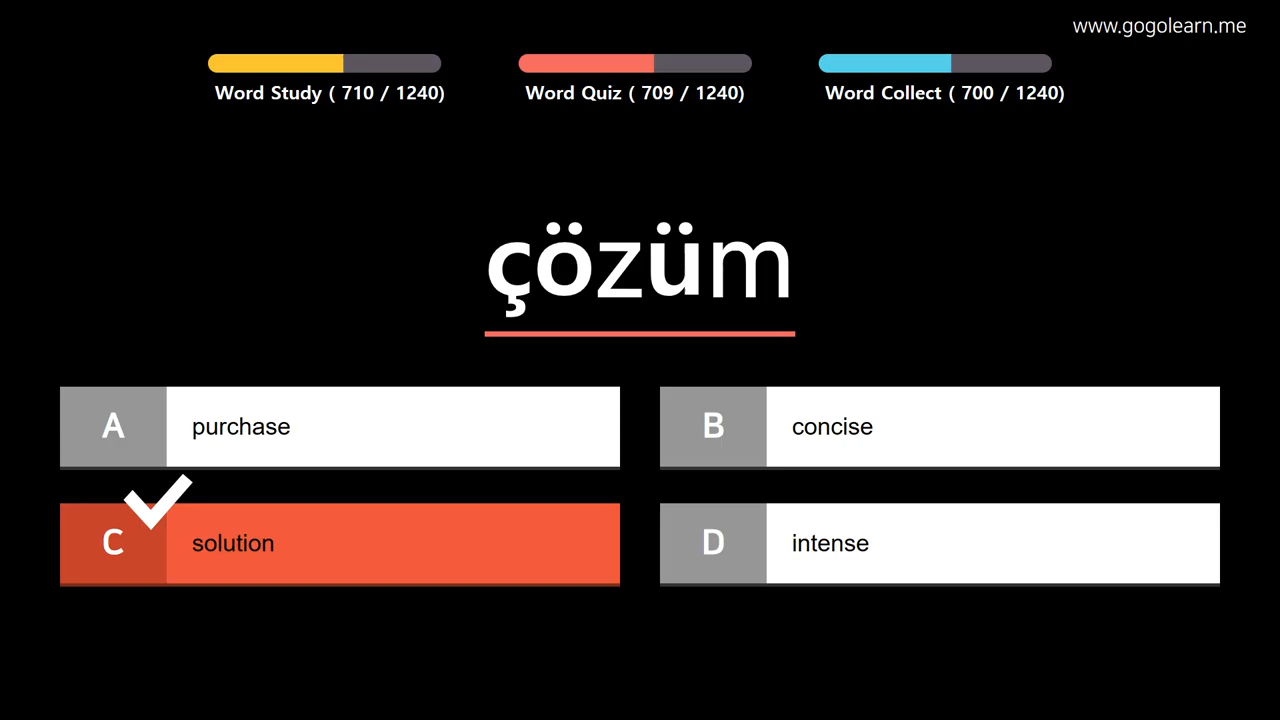 www.gogolearn.me
Word Study ( 710 / 1240)
Word Quiz ( 709 / 1240)
Word Collect ( 700 / 1240)
çözüm
A purchase
B concise
C solution
D intense